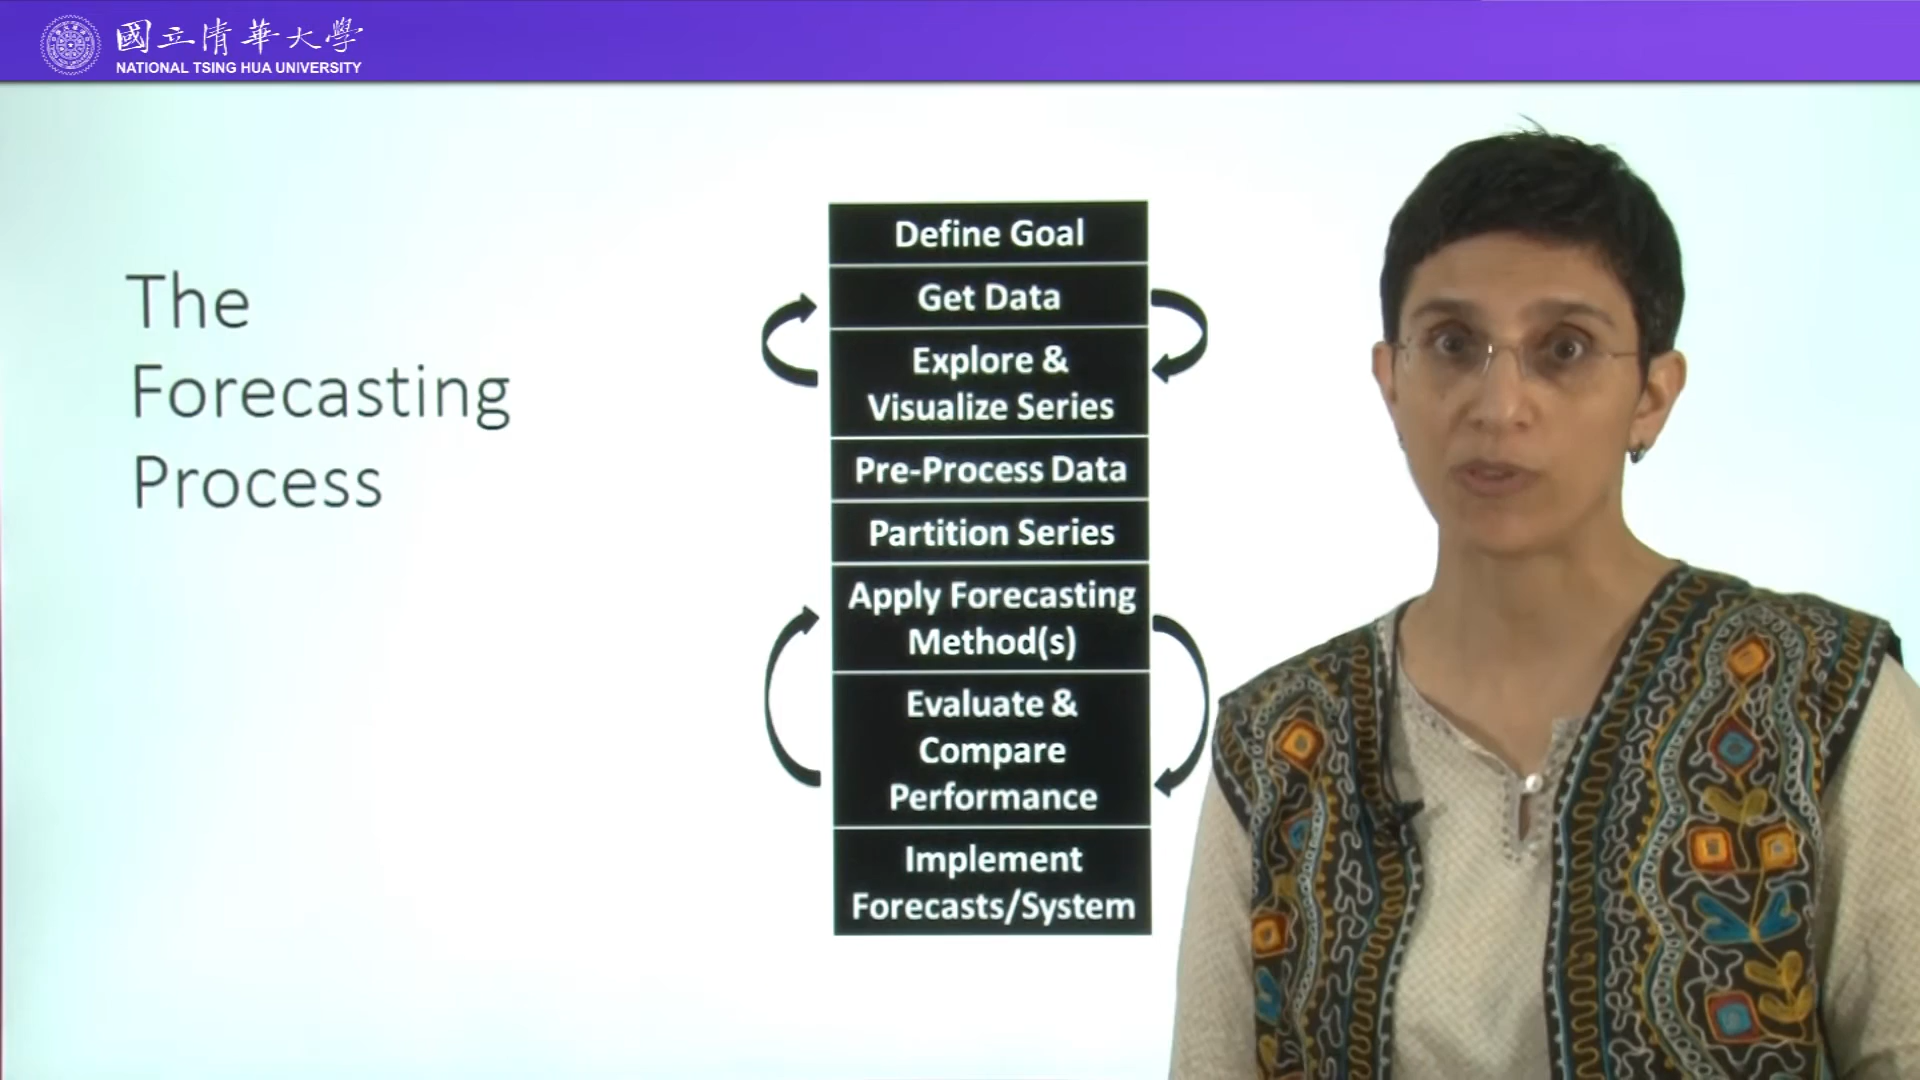 國立清華大學
NATIONAL TSING HUA UNIVERSITY
The
Forecasting
Process
Define Goal
Get Data
Explore &
Visualize Series
Pre-Process Data
Partition Series
Apply Forecasting
Method(s)
Evaluate &
Compare
Performance
Implement
Forecasts/System